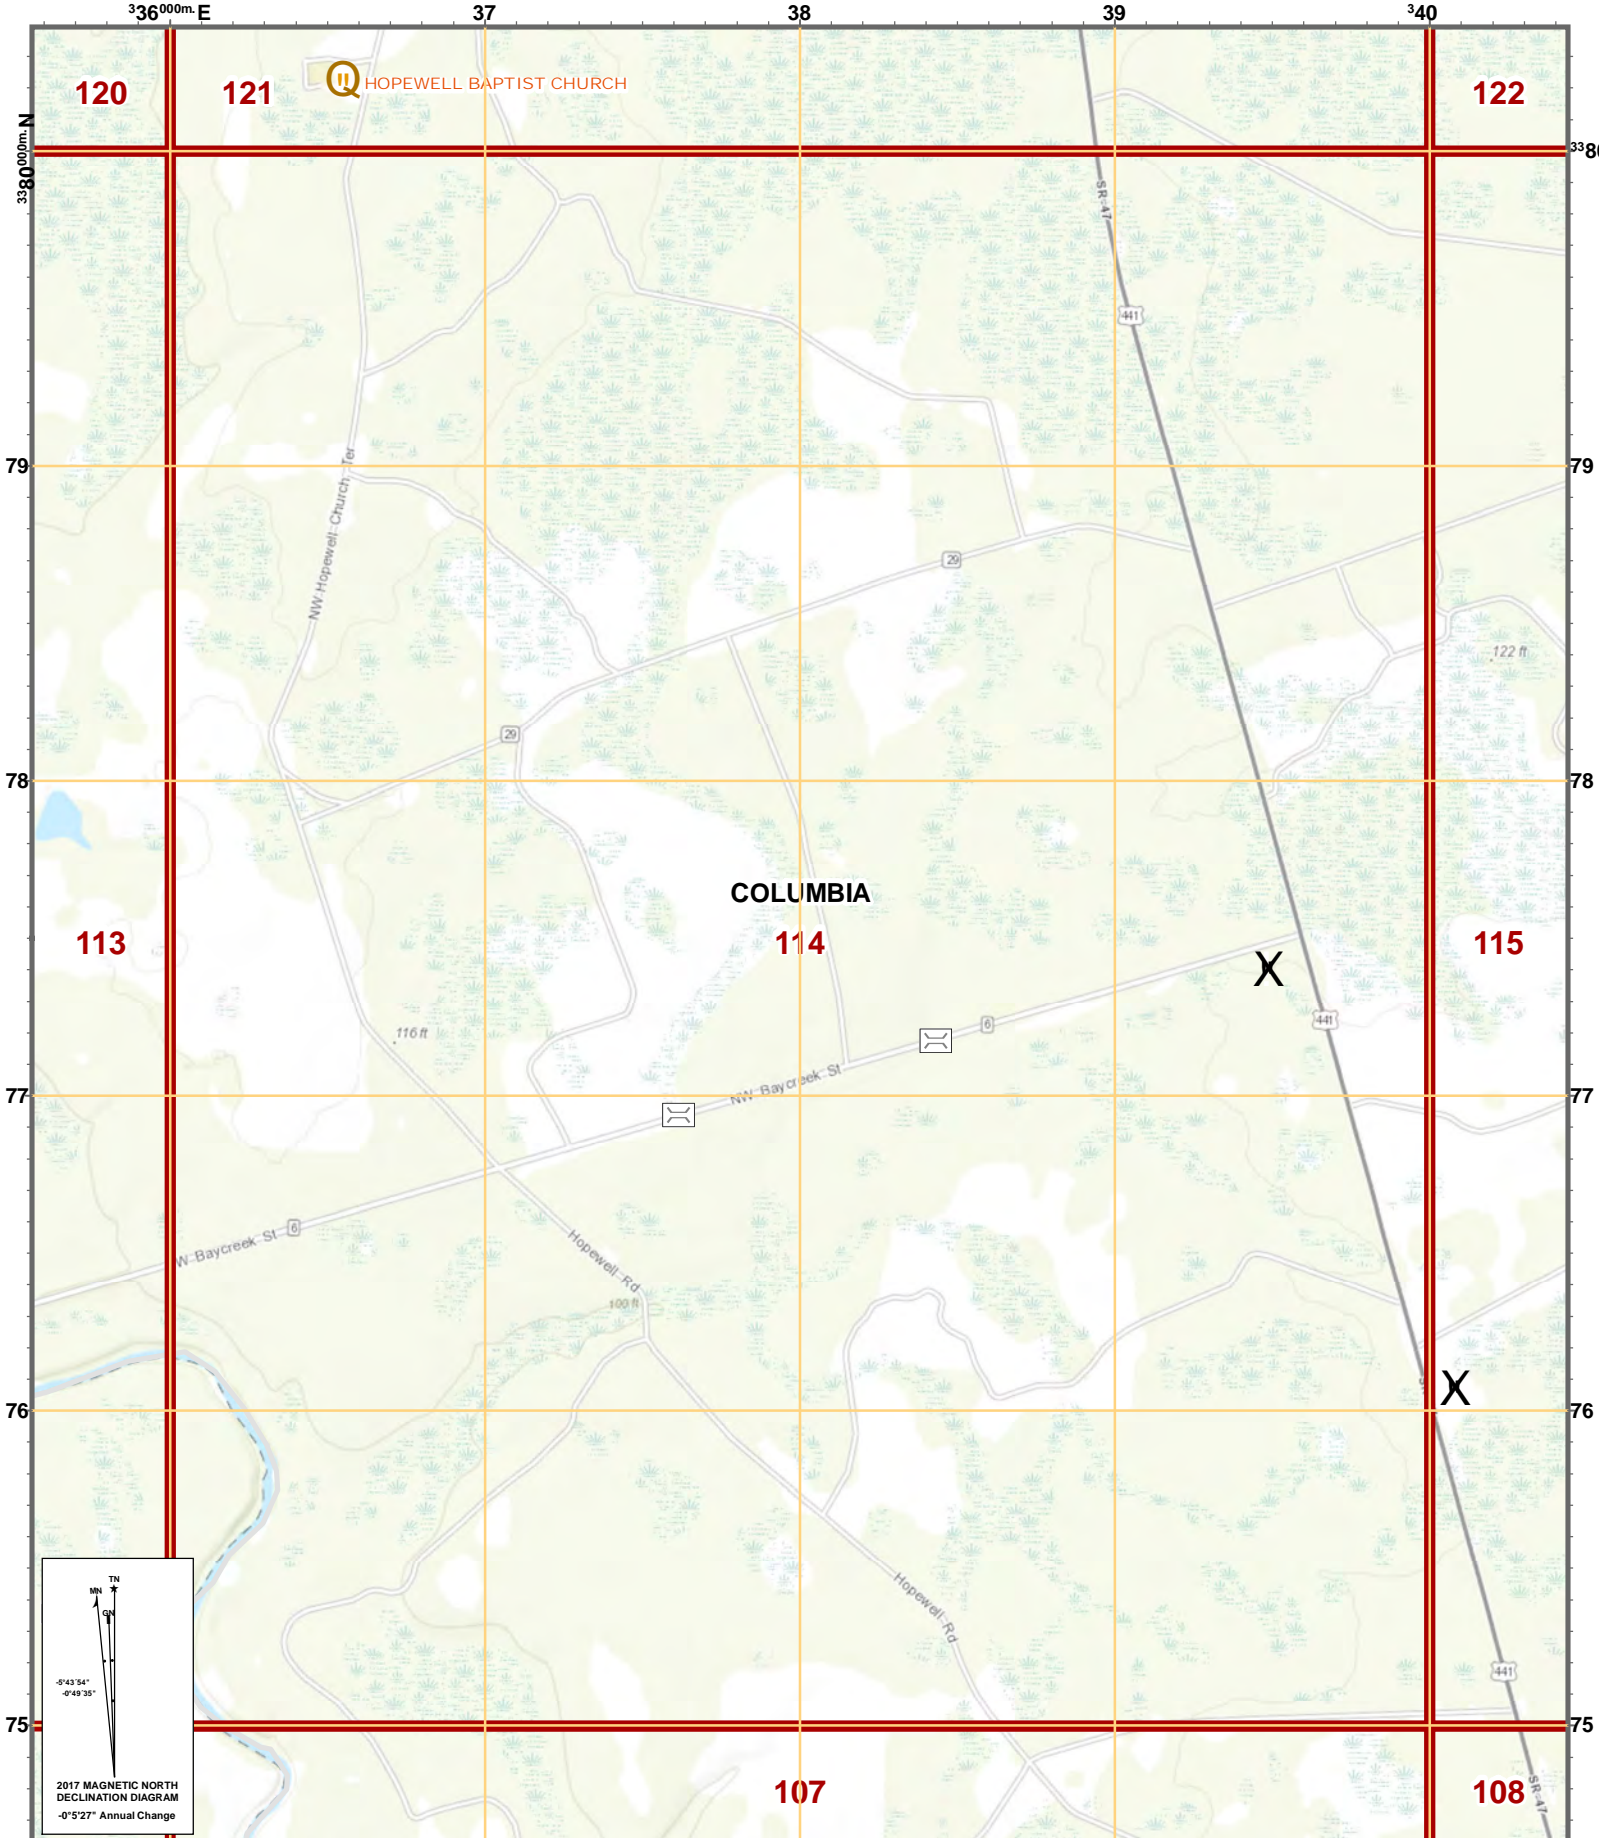 ³36⁰⁰⁰ᵐ·E
37
38
39
³40
120
121
HOPEWELL BAPTIST CHURCH
122
³³80⁰⁰⁰ᵐ·N
SR-47
441
79
79
NW Hopewell Church Ter
29
122 ft
29
78
78
COLUMBIA
113
114
115
X
441
116 ft
6
NW Baycreek St
77
77
6
W Baycreek St
Hopewell Rd
109 ft
X
76
76
Hopewell Rd
441
TN
MN
GN
-5°43´54"
-0°49´35"
75
75
2017 MAGNETIC NORTH
DECLINATION DIAGRAM
-0°5'27" Annual Change
107
108
SR-47